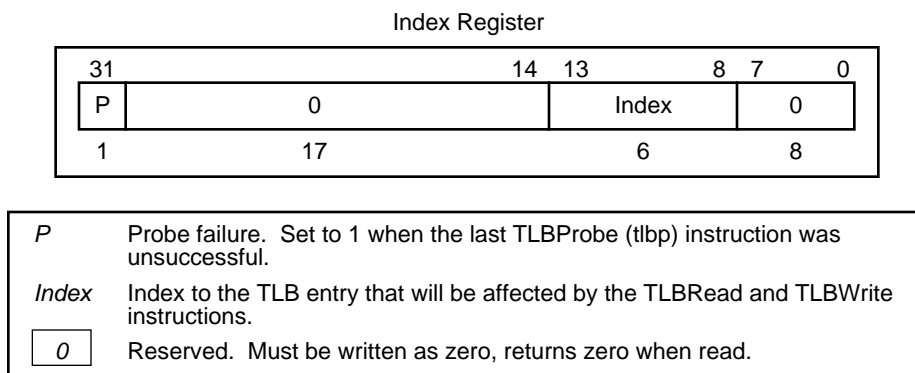 Index Register
31 14 13 8 7 0
P 0 Index 0
1 17 6 8
P Probe failure. Set to 1 when the last TLBProbe (tlbp) instruction was
unsuccessful.
Index Index to the TLB entry that will be affected by the TLBRead and TLBWrite
instructions.
0 Reserved. Must be written as zero, returns zero when read.